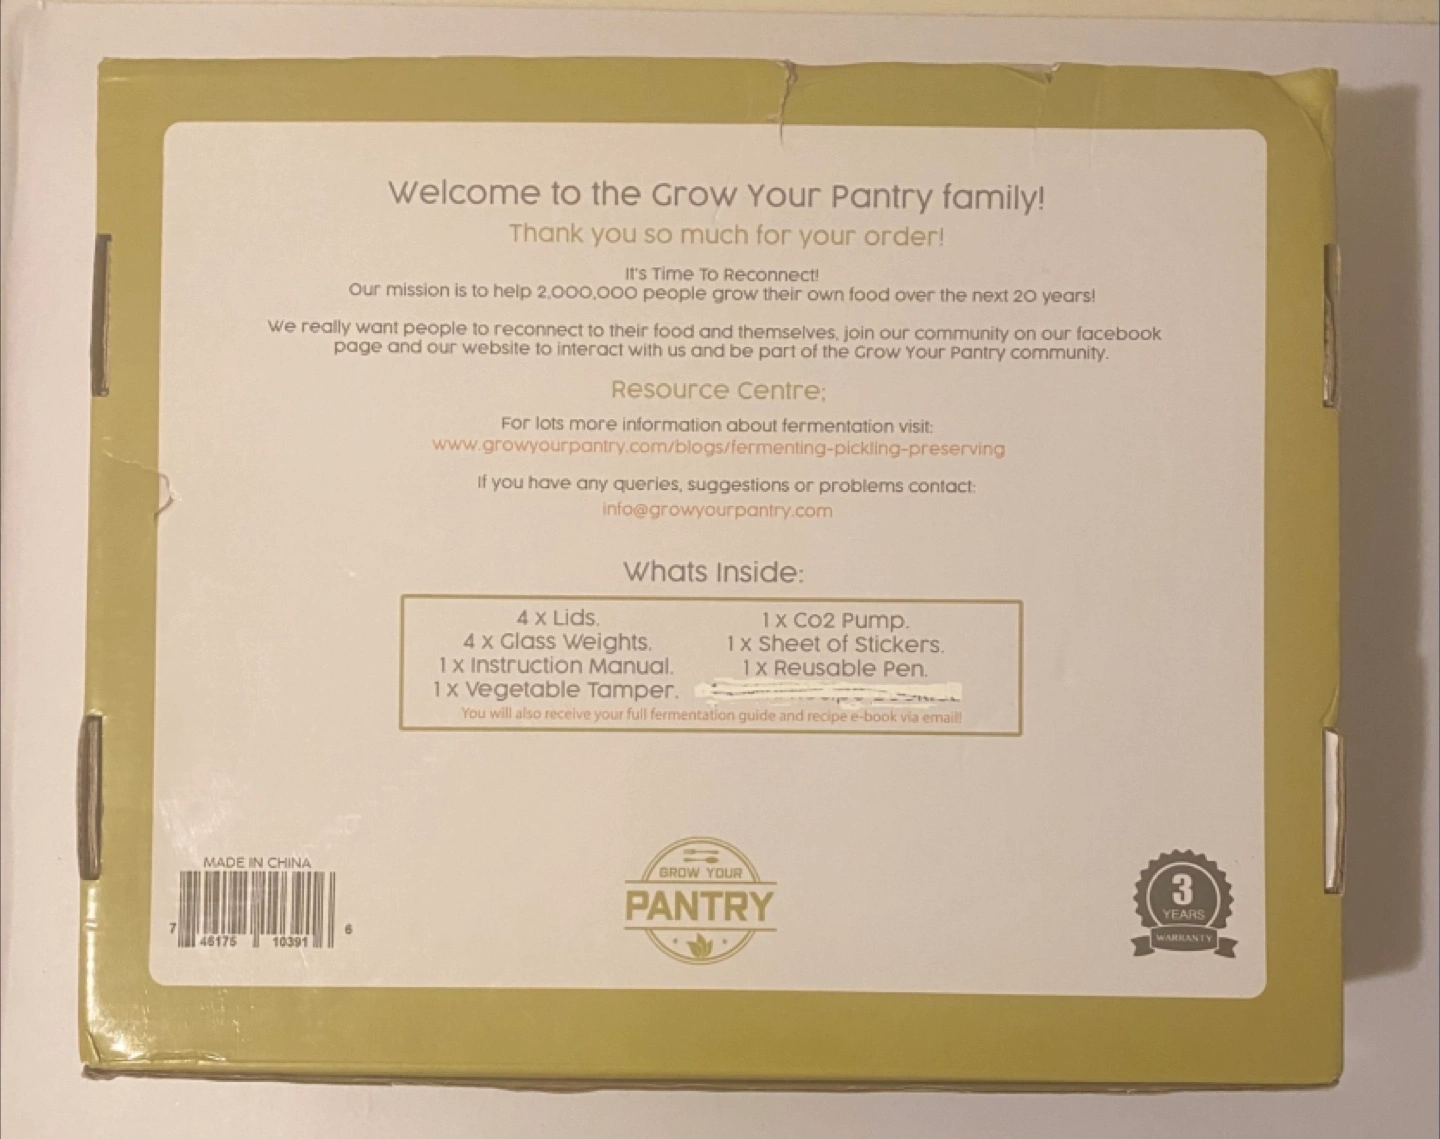 Welcome to the Grow Your Pantry family!
Thank you so much for your order!
It's Time To Reconnect!
Our mission is to help 2,000,000 people grow their own food over the next 20 years!
We really want people to reconnect to their food and themselves, join our community on our facebook
page and our website to interact with us and be part of the Grow Your Pantry community.
Resource Centre:
For lots more information about fermentation visit:
www.growyourpantry.com/blogs/fermenting-pickling-preserving
If you have any queries, suggestions or problems contact:
info@growyourpantry.com
Whats Inside:
4 x Lids.
4 x Glass Weights.
1 x Instruction Manual.
1 x Vegetable Tamper.
1 x Co2 Pump.
1 x Sheet of Stickers.
1 x Reusable Pen.
You will also receive your full fermentation guide and recipe e-book via email!
MADE IN CHINA
7 46175 10391 6
GROW YOUR
PANTRY
3
YEARS
WARRANTY